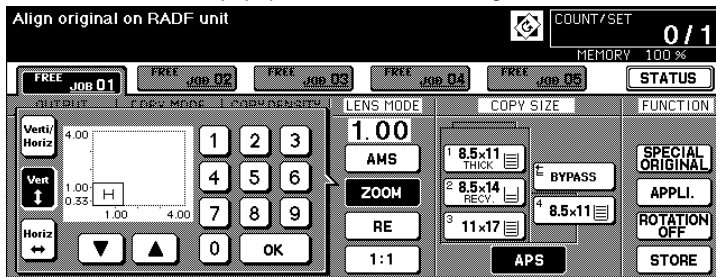 Align original on RADF unit
COUNT/SET
0/1
MEMORY 100%
FREE JOB 01
FREE JOB 02
FREE JOB 03
FREE JOB 04
FREE JOB 05
STATUS
OUTPUT COPY MODE COPY DENSITY LENS MODE COPY SIZE FUNCTION
Verti/
Horiz
4.00
1.00
0.33
1.00 4.00
H
Vert
Horiz
1 2 3
4 5 6
7 8 9
0 OK
1.00
AMS
ZOOM
RE
1:1
1 8.5x11
THICK
2 8.5x14
RECY.
3 11x17
BYPASS
4 8.5x11
APS
SPECIAL
ORIGINAL
APPLI.
ROTATION
OFF
STORE